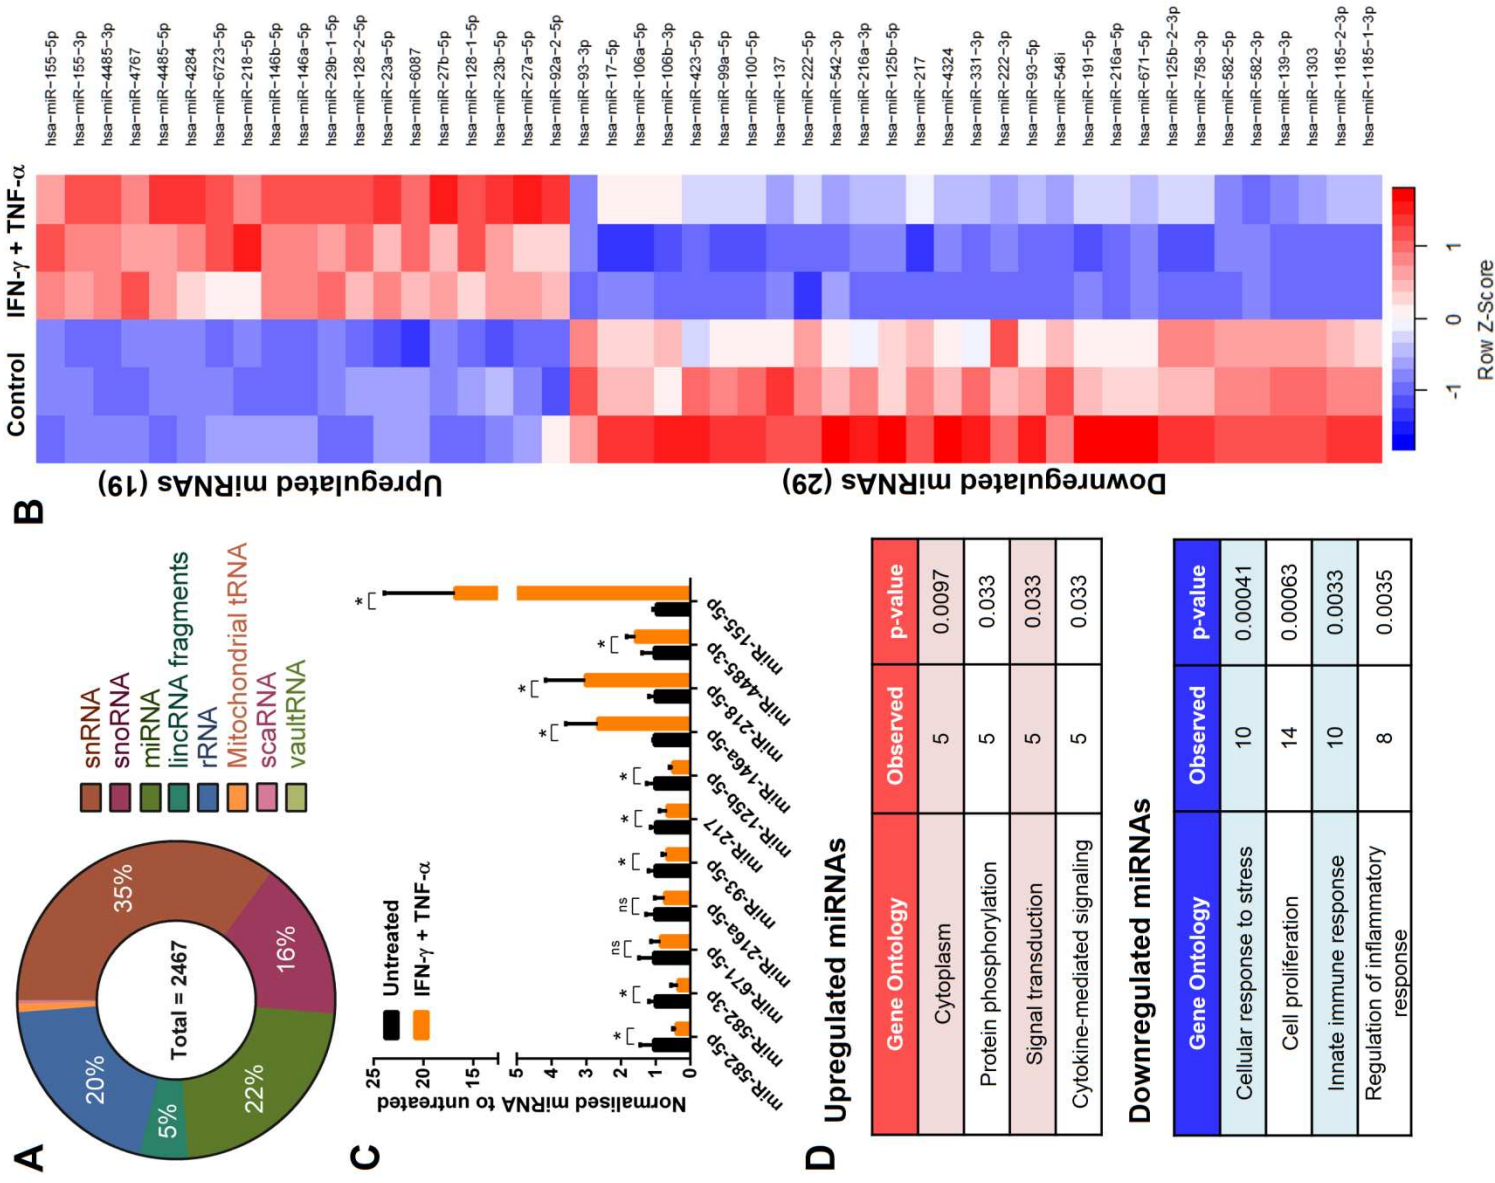 A
35%
16%
22%
5%
20%
Total = 2467
snRNA
snoRNA
miRNA
lincRNA fragments
rRNA
Mitochondrial tRNA
scaRNA
vaultRNA
B
Control
IFN-γ + TNF-α
Upregulated miRNAs (19)
Downregulated miRNAs (29)
hsa−miR−155−5p
hsa−miR−155−3p
hsa−miR−4485−3p
hsa−miR−4767
hsa−miR−4485−5p
hsa−miR−4284
hsa−miR−6723−5p
hsa−miR−218−5p
hsa−miR−146b−5p
hsa−miR−146a−5p
hsa−miR−29b−1−5p
hsa−miR−128−2−5p
hsa−miR−23a−5p
hsa−miR−6087
hsa−miR−27b−5p
hsa−miR−128−1−5p
hsa−miR−23b−5p
hsa−miR−27a−5p
hsa−miR−92a−2−5p
hsa−miR−93−3p
hsa−miR−17−5p
hsa−miR−106a−5p
hsa−miR−106b−3p
hsa−miR−423−5p
hsa−miR−99a−5p
hsa−miR−100−5p
hsa−miR−137
hsa−miR−222−5p
hsa−miR−542−3p
hsa−miR−216a−3p
hsa−miR−125b−5p
hsa−miR−217
hsa−miR−4324
hsa−miR−331−3p
hsa−miR−222−3p
hsa−miR−93−5p
hsa−miR−548i
hsa−miR−191−5p
hsa−miR−216a−5p
hsa−miR−671−5p
hsa−miR−125b−2−3p
hsa−miR−758−3p
hsa−miR−582−5p
hsa−miR−582−3p
hsa−miR−139−3p
hsa−miR−1303
hsa−miR−1185−2−3p
hsa−miR−1185−1−3p
-1 0 1
Row Z-Score
C
Untreated
IFN-γ + TNF-α
Normalised miRNA to untreated
25
20
15
5
4
3
2
1
0
* * ns ns * * * * * * *
miR-582-5p
miR-582-3p
miR-671-5p
miR-216a-5p
miR-93-5p
miR-217
miR-125b-5p
miR-146a-5p
miR-218-5p
miR-4485-3p
miR-155-5p
D
Upregulated miRNAs
Gene Ontology Observed p-value
Cytoplasm 5 0.0097
Protein phosphorylation 5 0.033
Signal transduction 5 0.033
Cytokine-mediated signaling 5 0.033
Downregulated miRNAs
Gene Ontology Observed p-value
Cellular response to stress 10 0.00041
Cell proliferation 14 0.00063
Innate immune response 10 0.0033
Regulation of inflammatory
response 8 0.0035